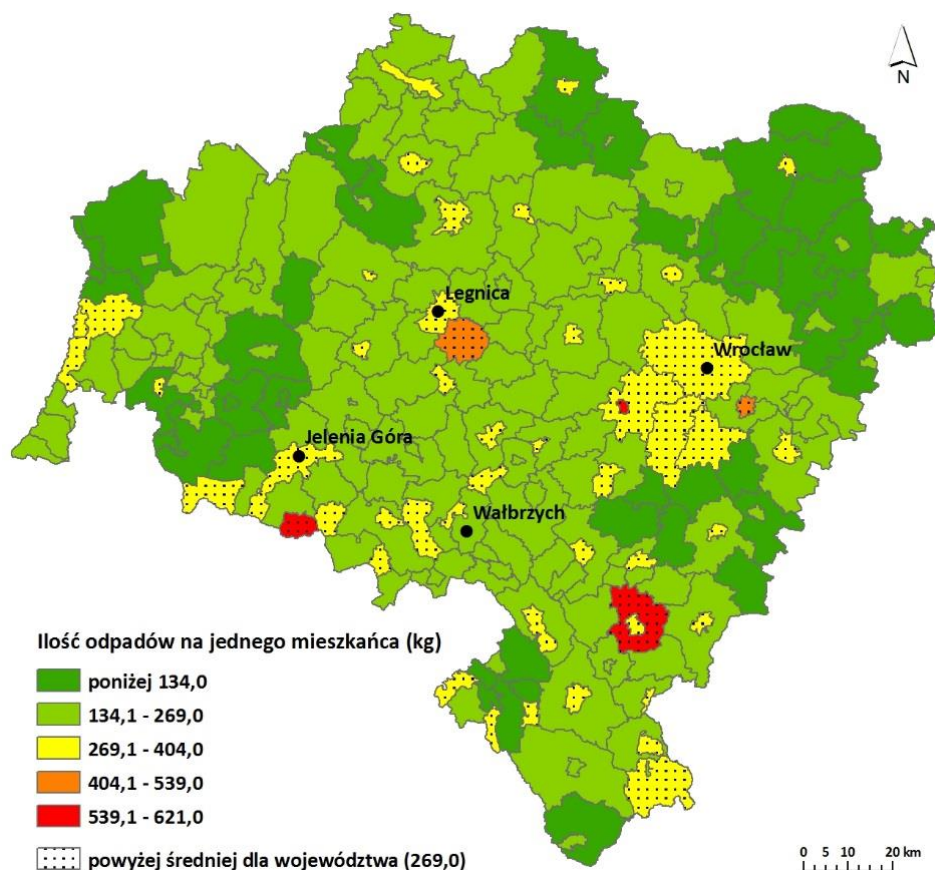 N
Legnica
Wrocław
Jelenia Góra
Wałbrzych
Ilość odpadów na jednego mieszkańca (kg)
poniżej 134,0
134,1 - 269,0
269,1 - 404,0
404,1 - 539,0
539,1 - 621,0
powyżej średniej dla województwa (269,0)
0 5 10 20 km